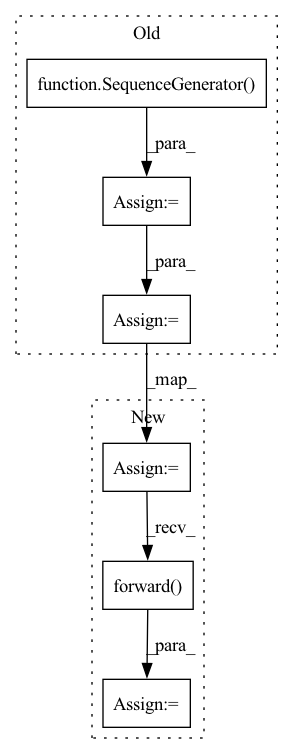 Old
function.SequenceGenerator()
_para_
Assign:=
_para_
Assign:=
_map_
New
Assign:=
_recv_
forward()
_para_
Assign:=